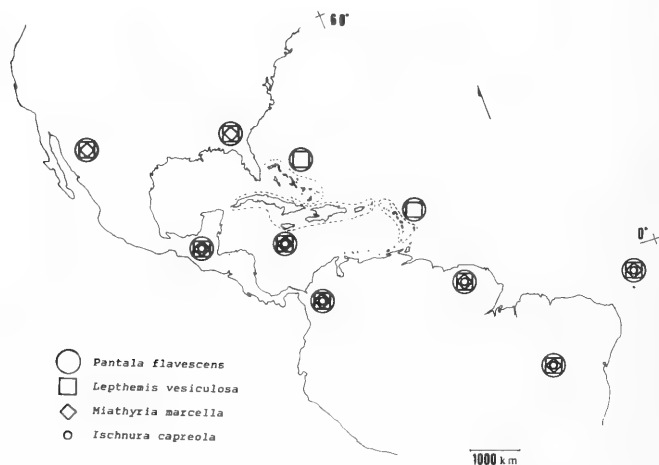 60°
0°
Pantala flavescens
Lepthemis vesiculosa
Miathyria marcella
Ischnura capreola
1000 km